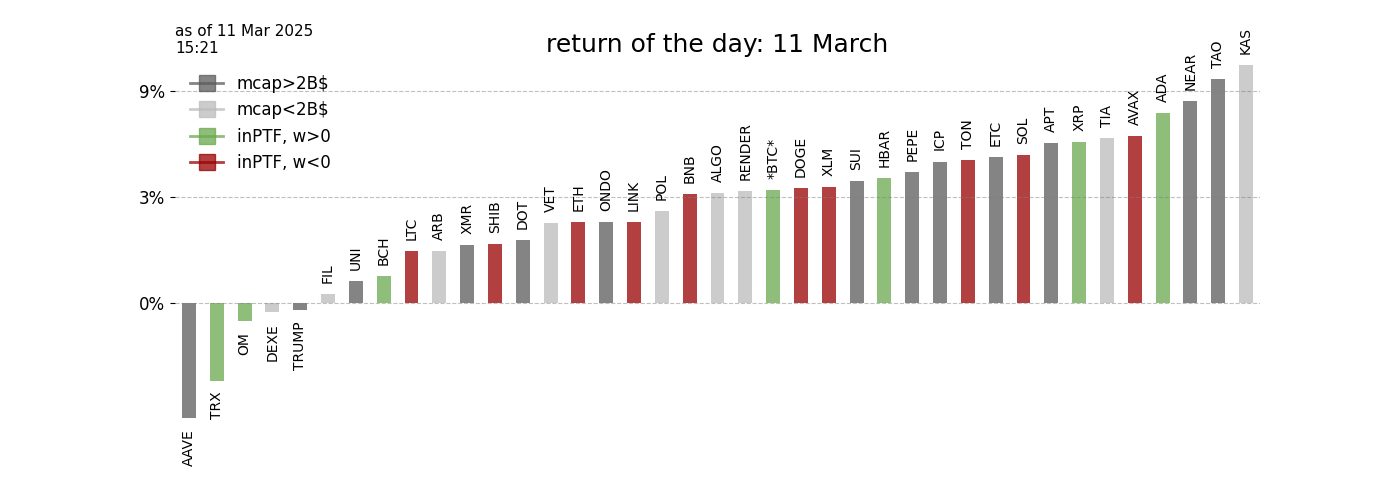 as of 11 Mar 2025
15:21
return of the day: 11 March
mcap>2B$
mcap<2B$
inPTF, w>0
inPTF, w<0
9%
3%
0%
AAVE
TRX
OM
DEXE
TRUMP
FIL
UNI
BCH
LTC
ARB
XMR
SHIB
DOT
VET
ETH
ONDO
LINK
POL
BNB
ALGO
RENDER
*BTC*
DOGE
XLM
SUI
HBAR
PEPE
ICP
TON
ETC
SOL
APT
XRP
TIA
AVAX
ADA
NEAR
TAO
KAS